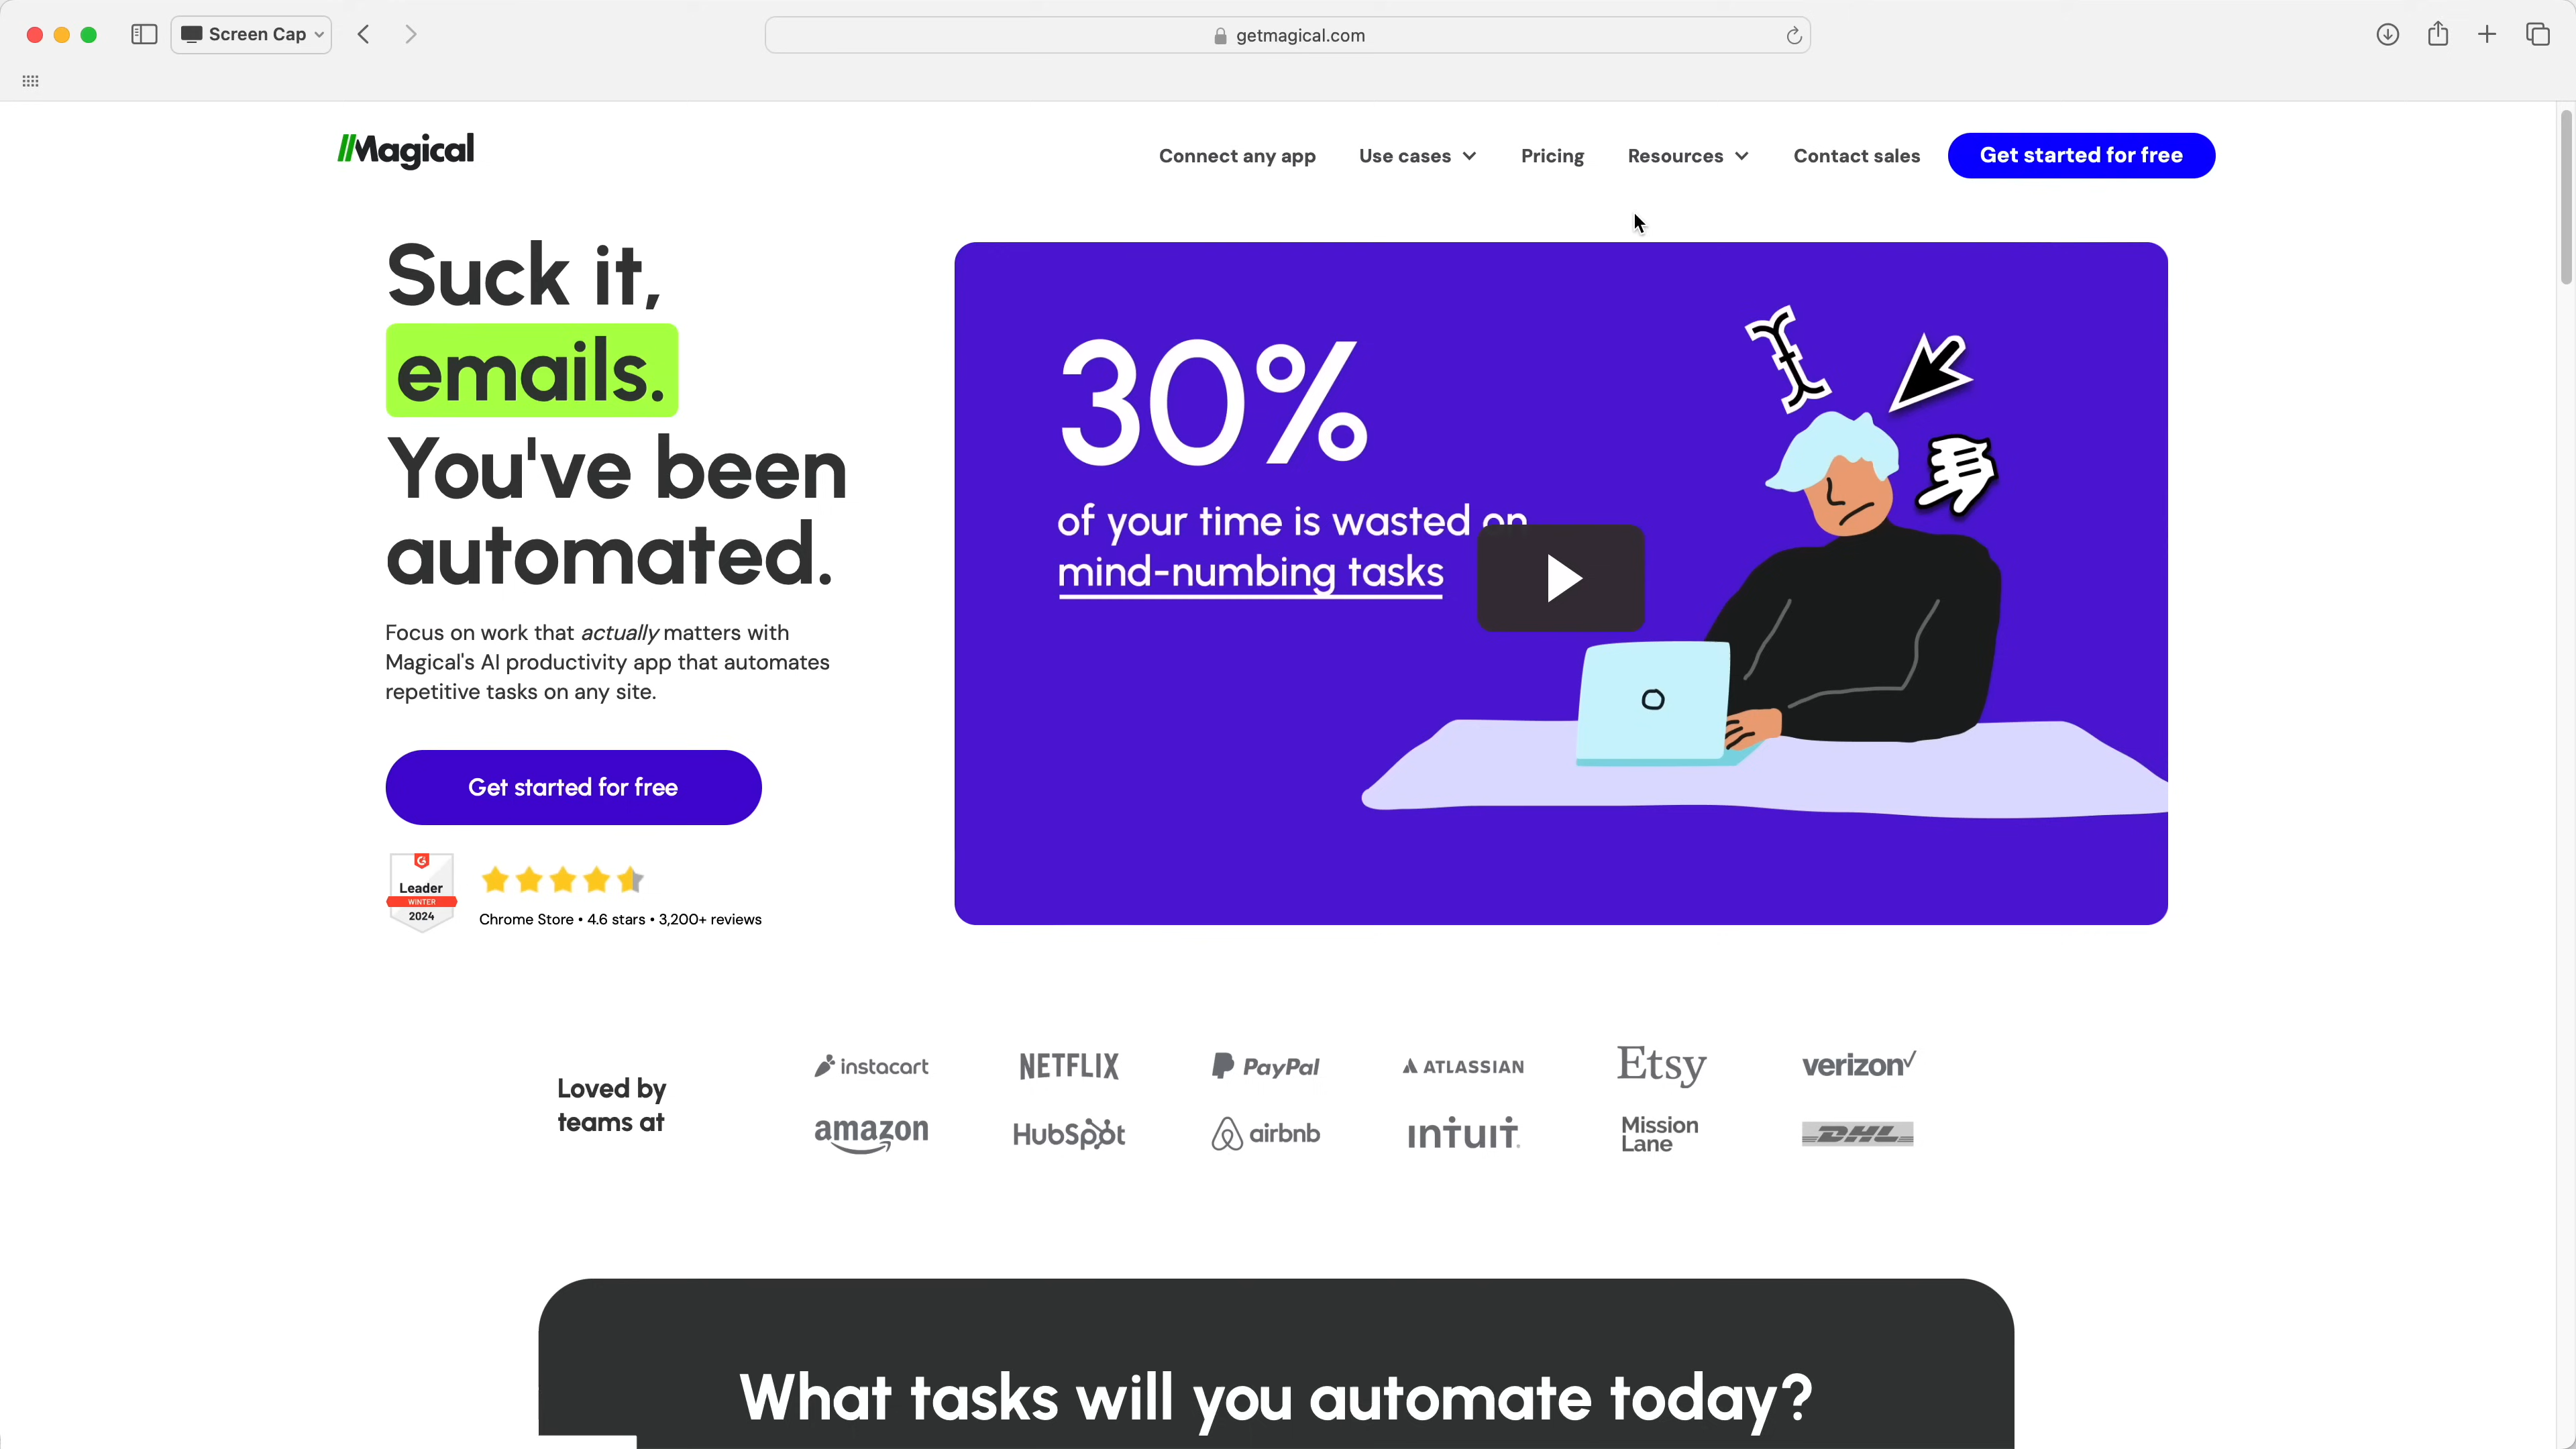 Screen Cap
getmagical.com
Magical
Connect any app
Use cases
Pricing
Resources
Contact sales
Get started for free
Suck it,
emails.
You've been
automated.
Focus on work that actually matters with
Magical's AI productivity app that automates
repetitive tasks on any site.
Get started for free
Leader
WINTER
2024
Chrome Store • 4.6 stars • 3,200+ reviews
30%
of your time is wasted on
mind-numbing tasks
Loved by
teams at
instacart
NETFLIX
PayPal
ATLASSIAN
Etsy
verizon
amazon
HubSpot
airbnb
intuit
Mission
Lane
DHL
What tasks will you automate today?